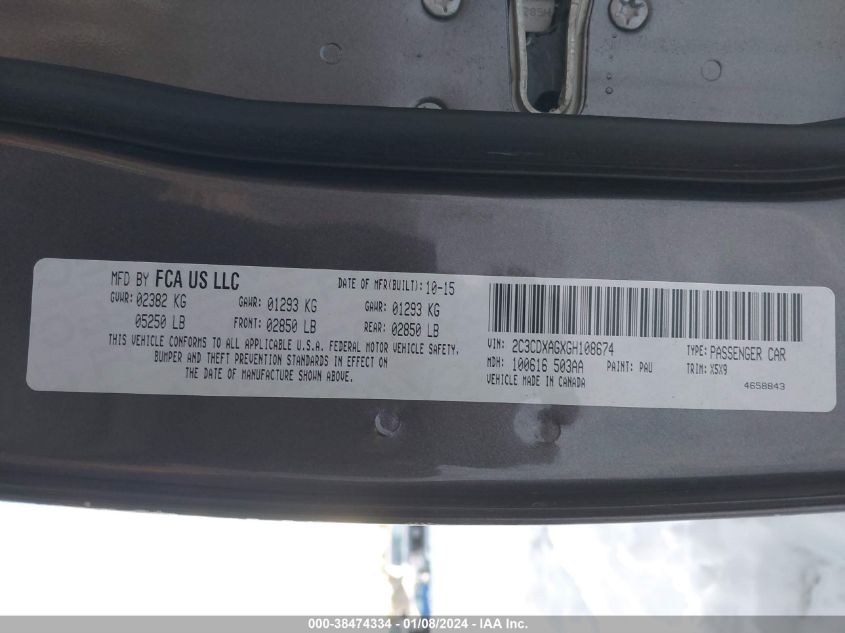 285H
MFD BY FCA US LLC
DATE OF MFR(BUILT): 10-15
GVWR: 02382 KG
GAWR: 01293 KG
GAWR: 01293 KG
05250 LB
FRONT: 02850 LB
REAR: 02850 LB
THIS VEHICLE CONFORMS TO ALL APPLICABLE U.S.A. FEDERAL MOTOR VEHICLE SAFETY,
BUMPER AND THEFT PREVENTION STANDARDS IN EFFECT ON
THE DATE OF MANUFACTURE SHOWN ABOVE.
VIN: 2C3CDXAGXGH108674
TYPE: PASSENGER CAR
MDH: 100616 503AA
PAINT: PAU
TRIM: X5X9
VEHICLE MADE IN CANADA
4658843
000-38474334 - 01/08/2024 - IAA Inc.